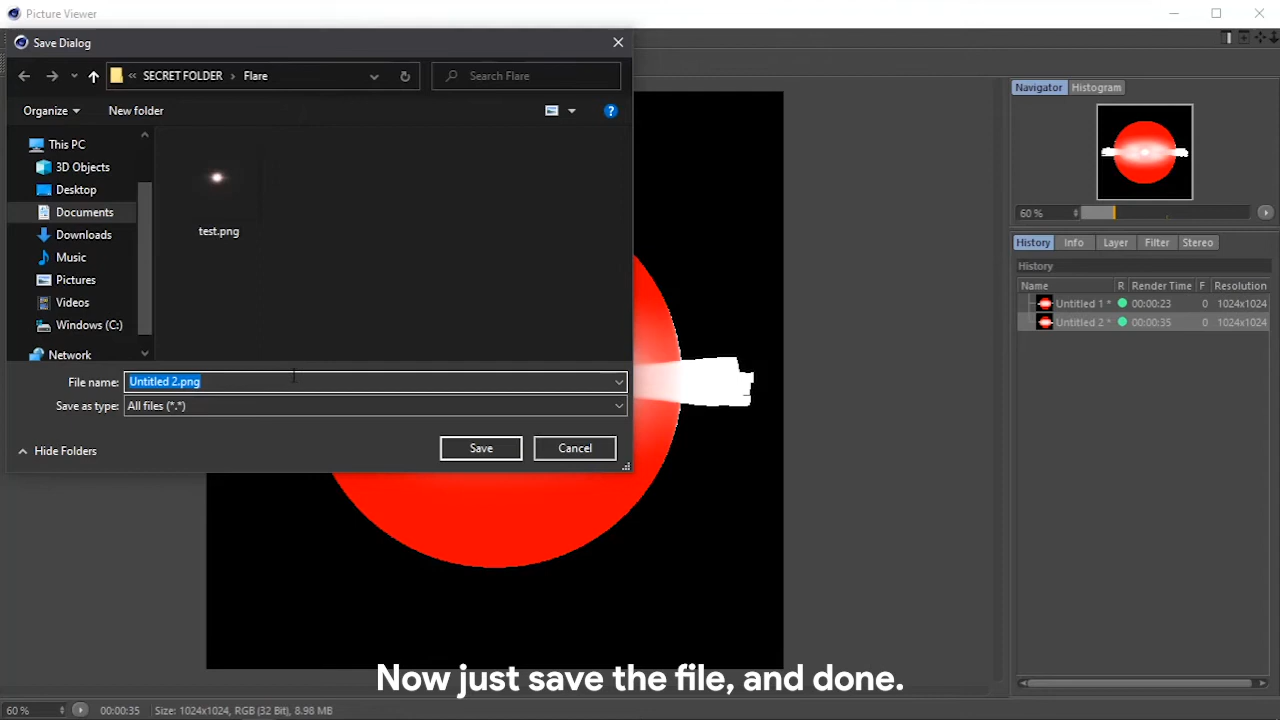 Picture Viewer
Save Dialog
« SECRET FOLDER › Flare
Search Flare
Organize
New folder
This PC
3D Objects
Desktop
Documents
Downloads
Music
Pictures
Videos
Windows (C:)
Network
test.png
File name: Untitled 2.png
Save as type: All files (*.*)
Hide Folders
Save
Cancel
Navigator Histogram
60 %
History Info Layer Filter Stereo
History
Name R Render Time F Resolution
Untitled 1 * 00:00:23 0 1024x1024
Untitled 2 * 00:00:35 0 1024x1024
Now just save the file, and done.
60 % 00:00:35 Size: 1024x1024, RGB (32 Bit), 8.98 MB